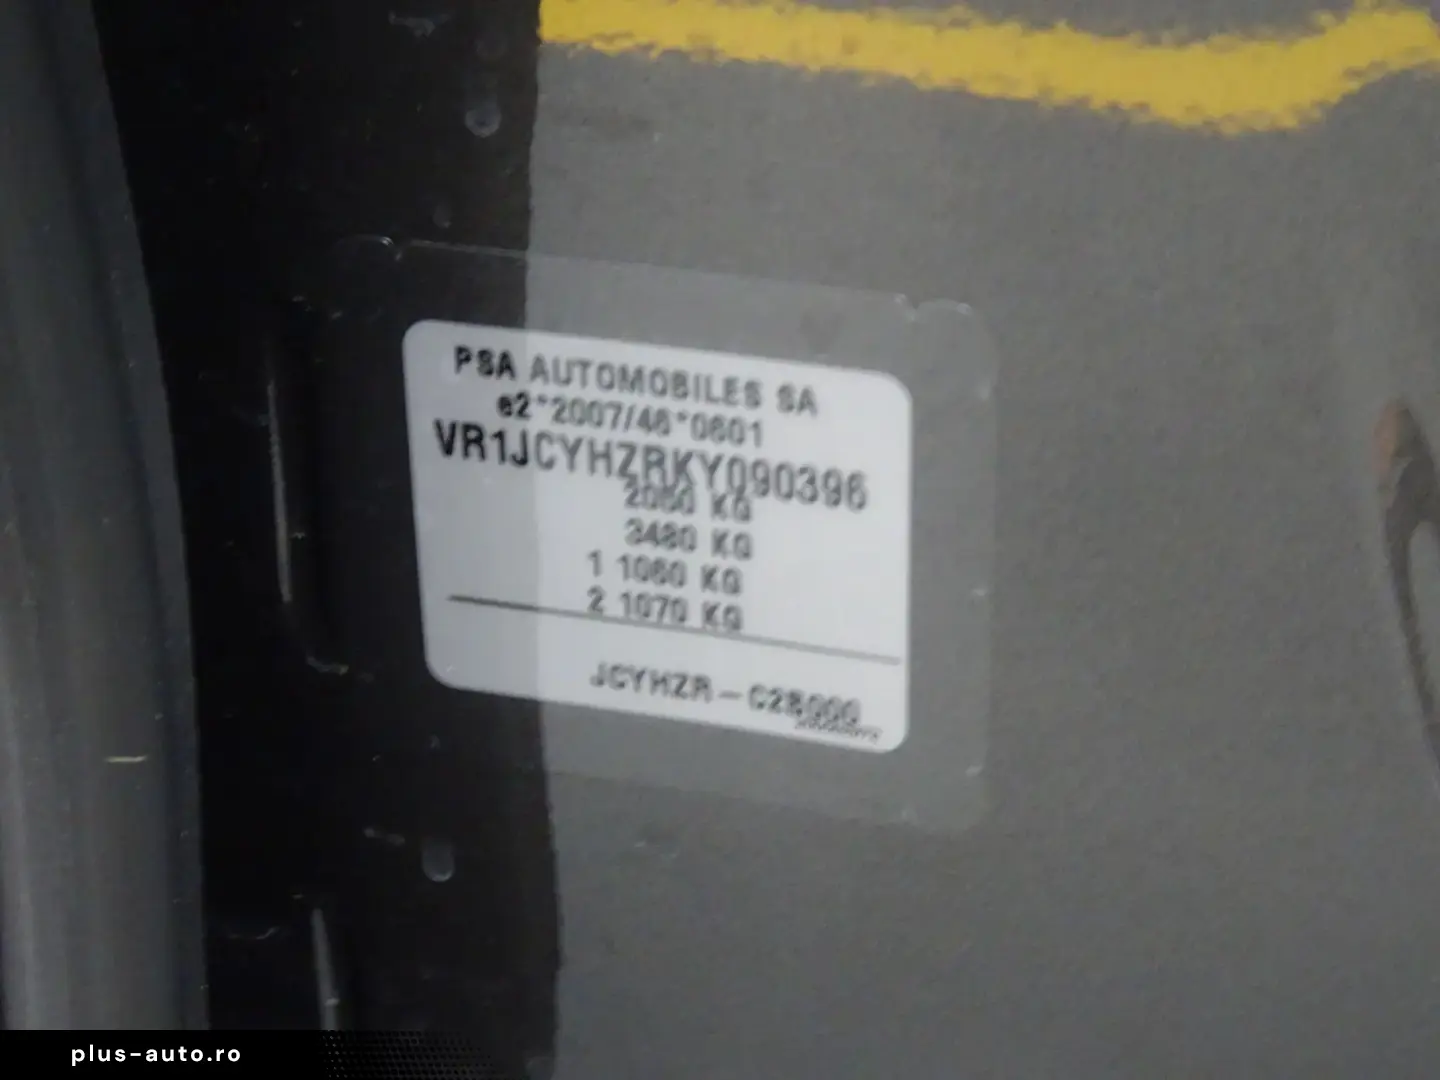 PSA AUTOMOBILES SA
e2*2007/46*0601
VR1JCYHZRKY090396
2050 KG
3480 KG
1 1060 KG
2 1070 KG
JCYHZR - C28000
plus-auto.ro